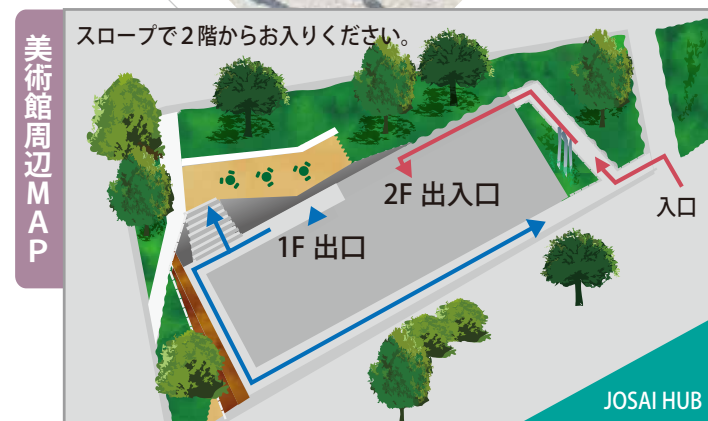 美術館周辺MAP
スロープで2階からお入りください。
2F 出入口
入口
1F 出口
JOSAI HUB